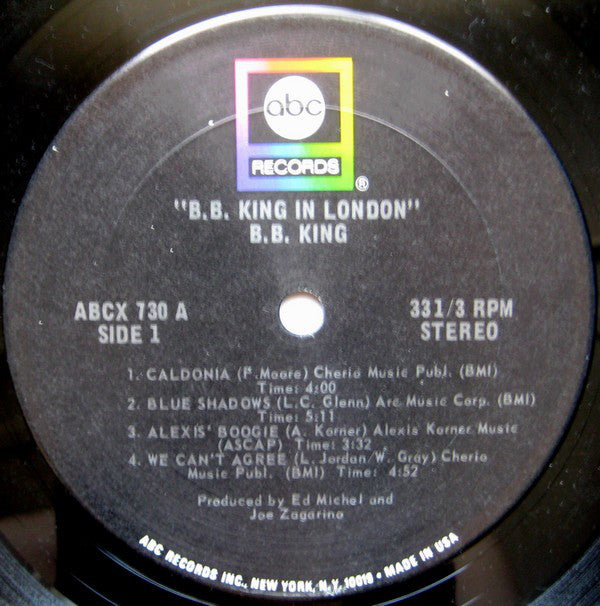 abc
RECORDS®
"B.B. KING IN LONDON"
B.B. KING
ABCX 730 A
SIDE 1
33 1/3 RPM
STEREO
1. CALDONIA (F. Moore) Cherio Music Publ. (BMI)
Time: 4:00
2. BLUE SHADOWS (L.C. Glenn) Arc Music Corp. (BMI)
Time: 5:11
3. ALEXIS' BOOGIE (A. Korner) Alexis Korner Music
(ASCAP) Time: 3:32
4. WE CAN'T AGREE (L. Jordan/W. Gray) Cherio
Music Publ. (BMI) Time: 4:52
Produced by Ed Michel and
Joe Zagarino
ABC RECORDS INC., NEW YORK, N.Y. 10019 • MADE IN USA